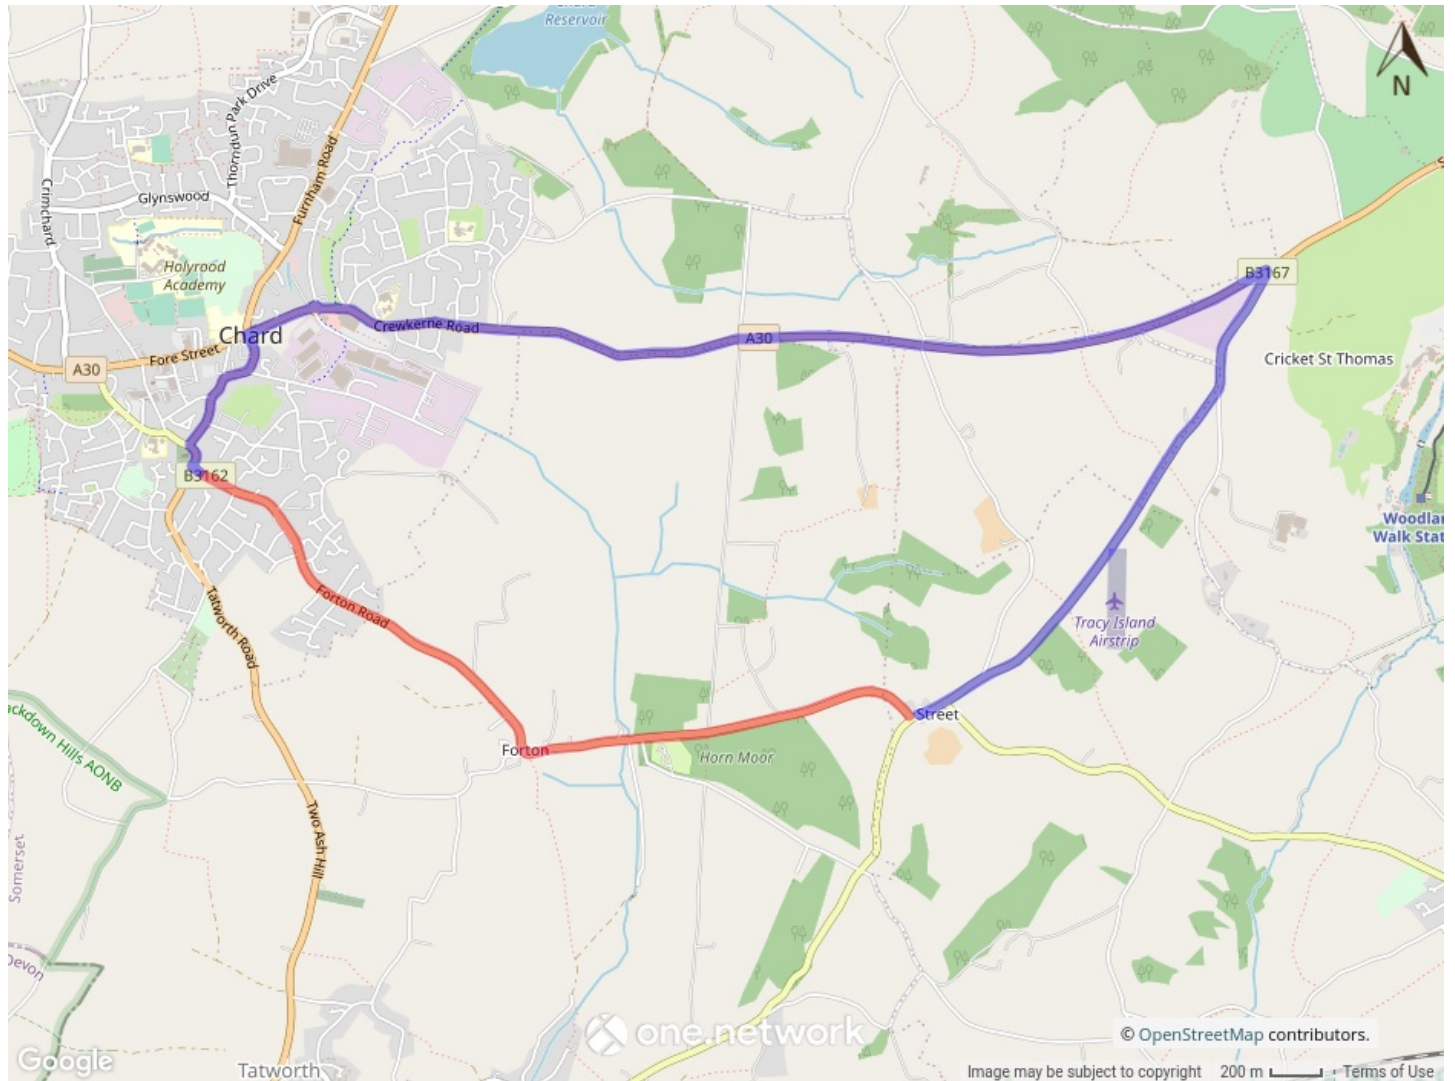 Reservoir
N
Thorndun Park Drive
Furnham Road
Crimchard
Glynswood
Holyrood
Academy
B3167
Chard
Crewkerne Road
A30
Fore Street
A30
Cricket St Thomas
B3162
Woodlan
Walk Stat
Forton Road
Tatworth Road
Tracy Island
Airstrip
Street
Forton
Horn Moor
ackdown Hills AONB
Two Ash Hill
Somerset
Devon
one.network
© OpenStreetMap contributors.
Google
Tatworth
Image may be subject to copyright
200 m
Terms of Use